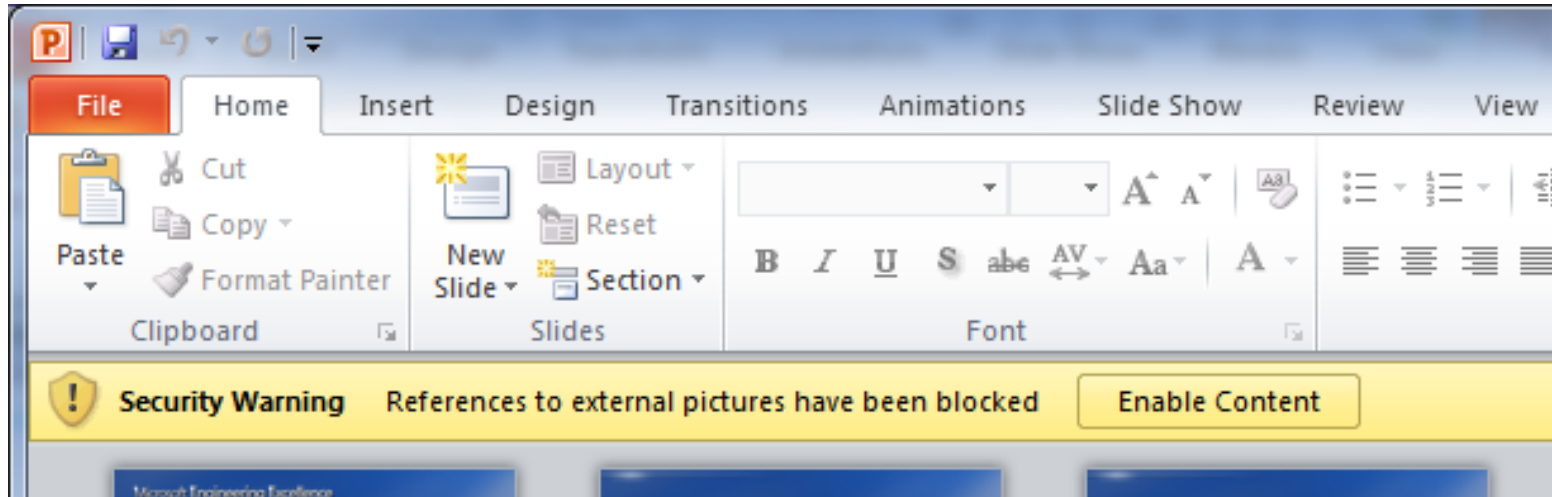 File Home Insert Design Transitions Animations Slide Show Review View
Paste
Cut
Copy
Format Painter
Clipboard
New
Slide
Layout
Reset
Section
Slides
B I U S abc AV Aa A
Font
Security Warning References to external pictures have been blocked Enable Content
Microsoft Engineering Excellence